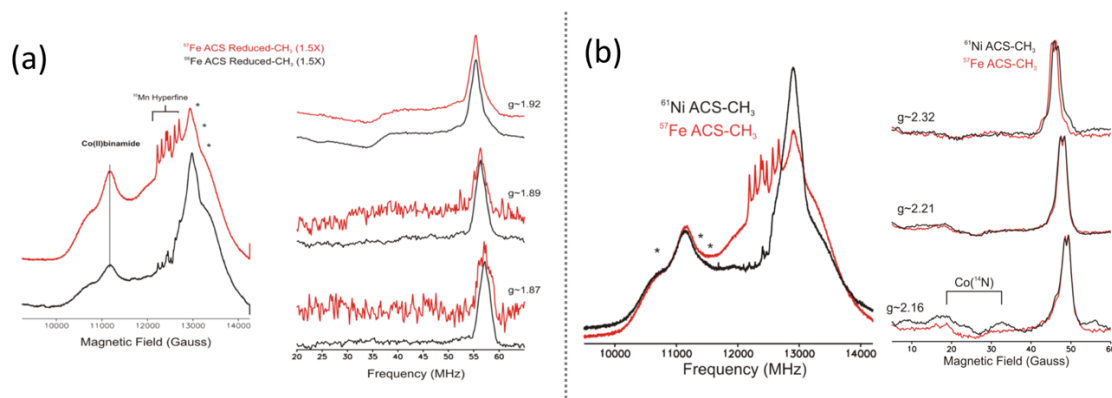 (a)
⁵⁷Fe ACS Reduced-CH₃ (1.5X)
⁵⁶Fe ACS Reduced-CH₃ (1.5X)
⁵⁵Mn Hyperfine
*
*
*
Co(II)binamide
10000 11000 12000 13000 14000
Magnetic Field (Gauss)
g~1.92
g~1.89
g~1.87
20 25 30 35 40 45 50 55 60 65
Frequency (MHz)
(b)
⁶¹Ni ACS-CH₃
⁵⁷Fe ACS-CH₃
* * *
10000 11000 12000 13000 14000
Frequency (MHz)
⁶¹Ni ACS-CH₃
⁵⁷Fe ACS-CH₃
g~2.32
g~2.21
g~2.16
Co(¹⁴N)
10 20 30 40 50 60
Magnetic Field (Gauss)